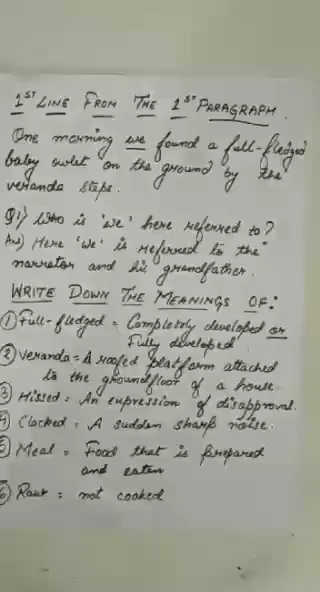 1ST LINE FROM THE 1ST PARAGRAPH.
One morning we found a full-fledged
baby owlet on the ground by the
veranda steps.
Q1) Who is 'we' here referred to?
Ans) Here 'we' is referred to the
narrator and his grandfather.
WRITE DOWN THE MEANINGS OF:
① Full-fledged = Completely developed or
Fully developed
② Veranda = A roofed platform attached
to the groundfloor of a house.
③ Hissed = An expression of disapproval.
④ Clacked = A sudden sharp noise.
⑤ Meal = Food that is prepared
and eaten
⑥ Raw = not cooked